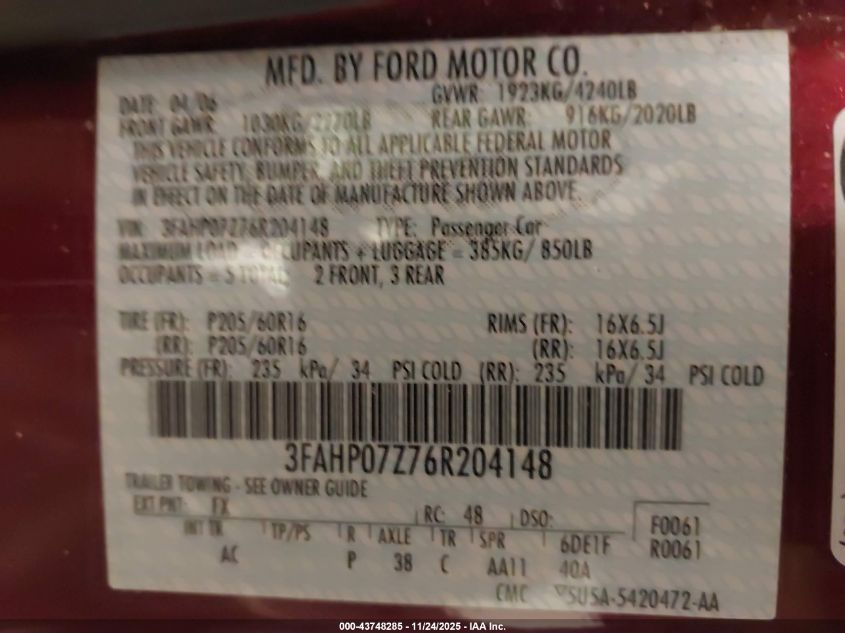 MFD. BY FORD MOTOR CO.
DATE: 04/06 GVWR: 1923KG/4240LB
FRONT GAWR: 1030KG/2270LB REAR GAWR: 916KG/2020LB
THIS VEHICLE CONFORMS TO ALL APPLICABLE FEDERAL MOTOR
VEHICLE SAFETY, BUMPER, AND THEFT PREVENTION STANDARDS
IN EFFECT ON THE DATE OF MANUFACTURE SHOWN ABOVE.
VIN: 3FAHP07Z76R204148 TYPE: Passenger Car
MAXIMUM LOAD = OCCUPANTS + LUGGAGE = 385KG/ 850LB
OCCUPANTS = 5 TOTAL, 2 FRONT, 3 REAR
TIRE (FR): P205/60R16 RIMS (FR): 16X6.5J
(RR): P205/60R16 (RR): 16X6.5J
PRESSURE (FR): 235 kPa/ 34 PSI COLD (RR): 235 kPa/ 34 PSI COLD
3FAHP07Z76R204148
TRAILER TOWING - SEE OWNER GUIDE
EXT PNT: FX RC: 48 DSO: F0061
INT TR TP/PS R AXLE TR SPR 6DE1F R0061
AC P 38 C AA11 40A
CMC 5U5A-5420472-AA
000-43748285 - 11/24/2025 - IAA Inc.